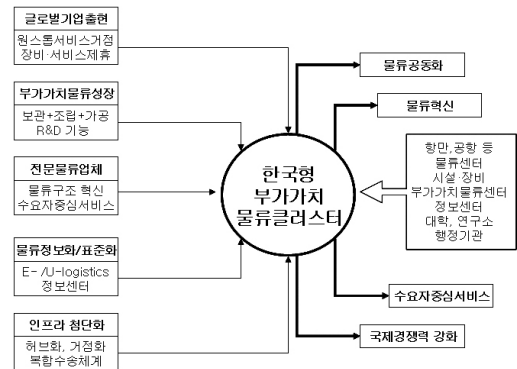 글로벌기업출현
원스톱서비스거점
장비·서비스제휴
부가가치물류성장
보관+조립+가공
R&D 기능
전문물류업체
물류구조 혁신
수요자중심서비스
물류정보화/표준화
E- /U-logistics
정보센터
인프라 첨단화
허브화, 거점화
복합수송체계
한국형
부가가치
물류클러스터
물류공동화
물류혁신
항만,공항 등
물류센터
시설·장비
부가가치물류센터
정보센터
대학, 연구소
행정기관
수요자중심서비스
국제경쟁력 강화